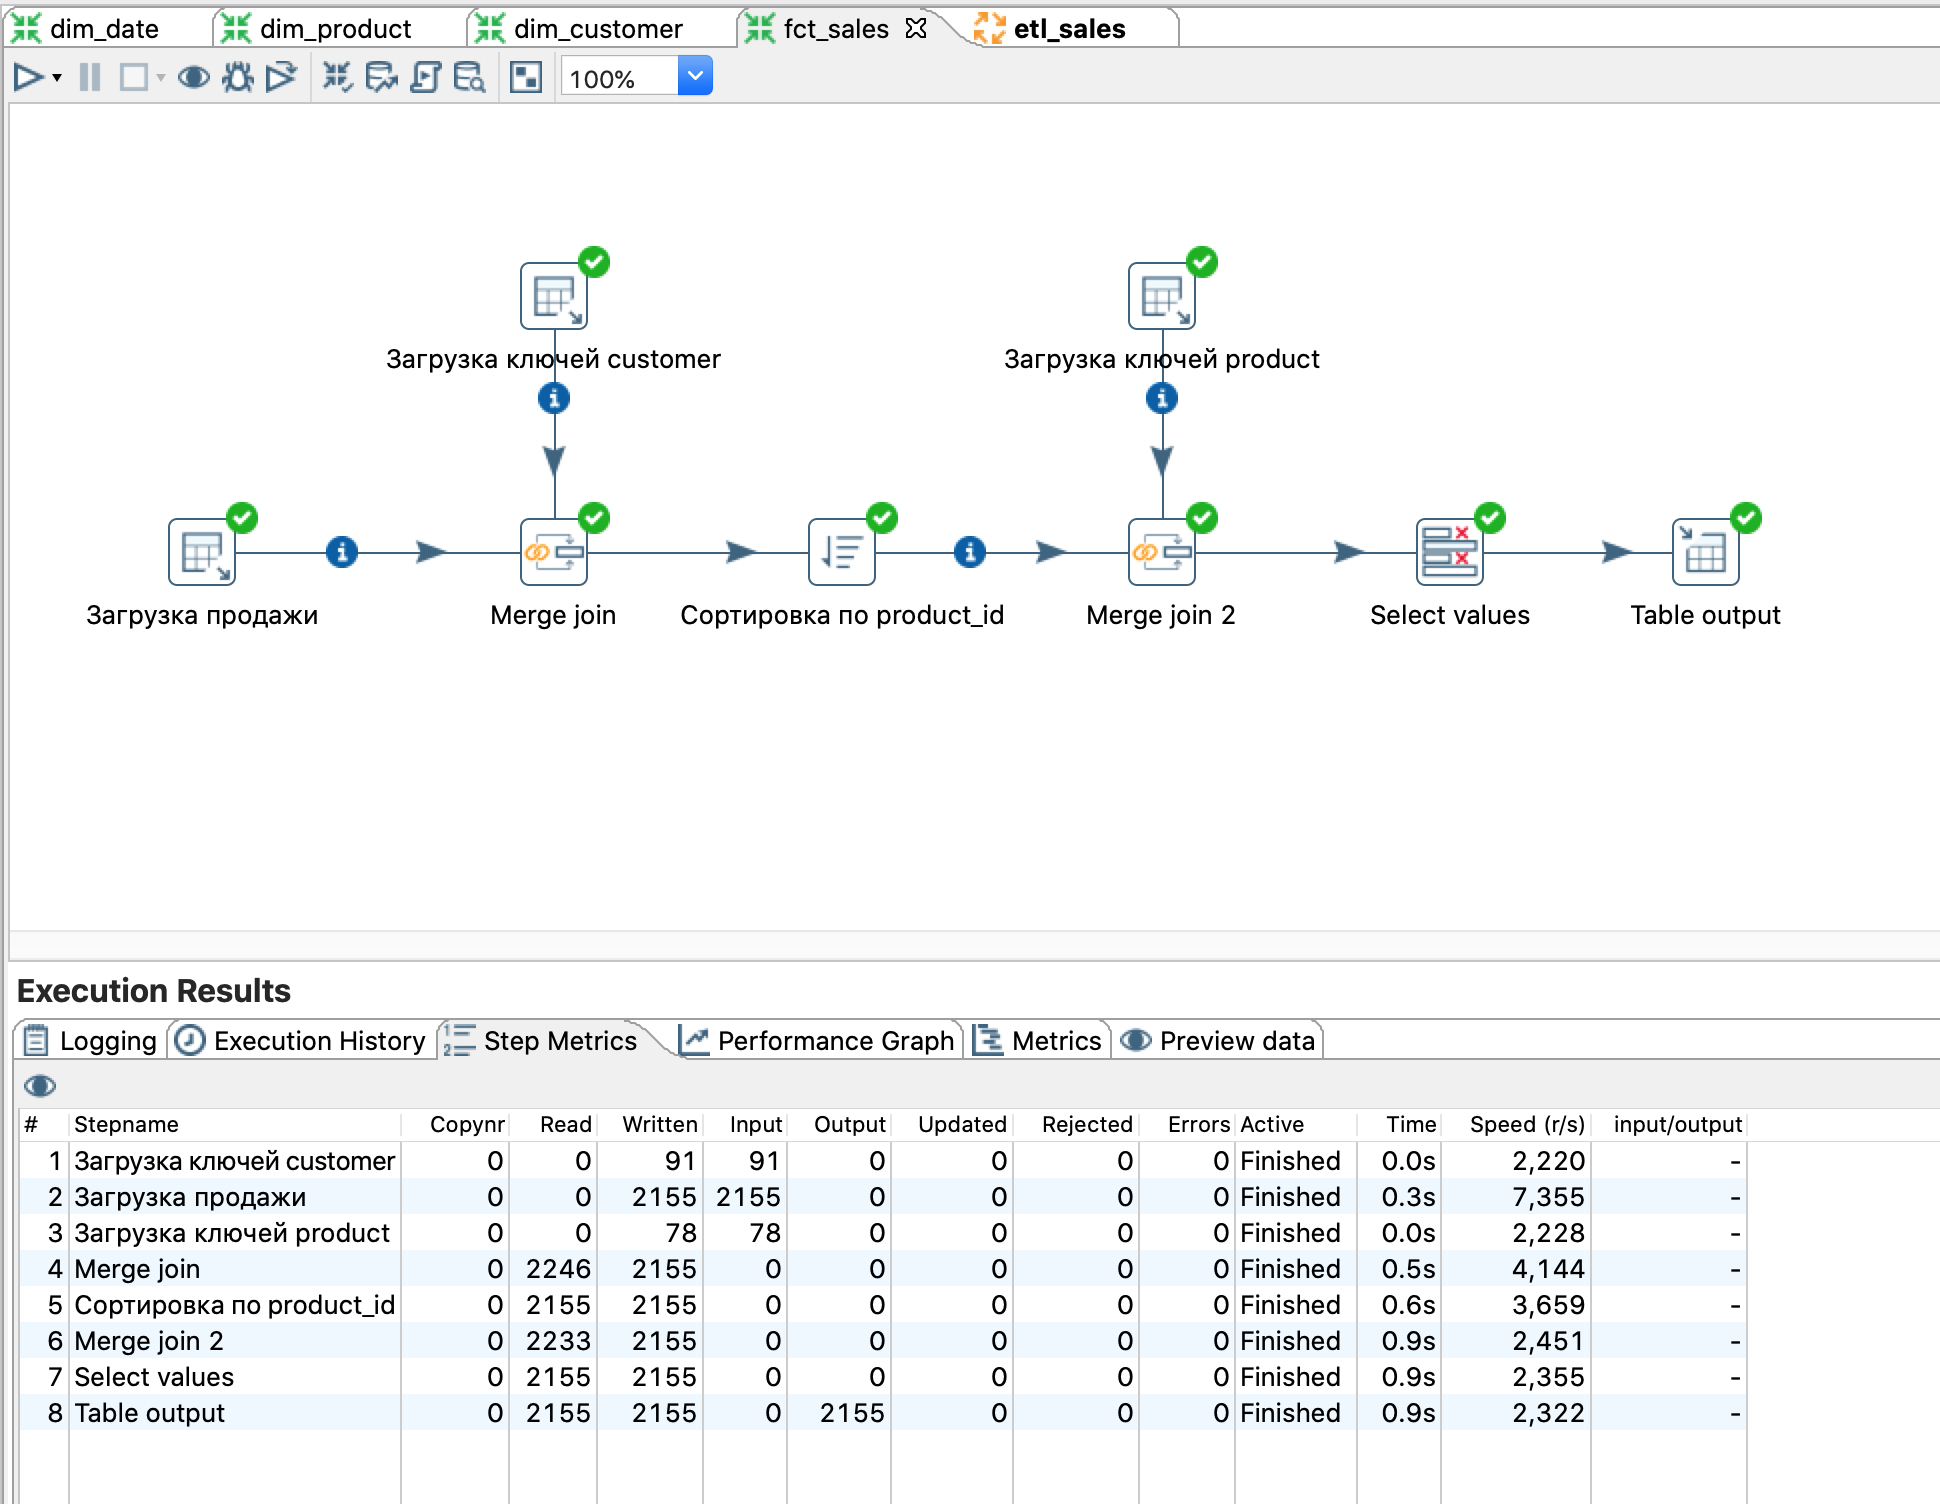 dim_date dim_product dim_customer fct_sales etl_sales
100%
Загрузка ключей customer Загрузка ключей product
Загрузка продажи Merge join Сортировка по product_id Merge join 2 Select values Table output
Execution Results
Logging Execution History Step Metrics Performance Graph Metrics Preview data
# Stepname Copynr Read Written Input Output Updated Rejected Errors Active Time Speed (r/s) input/output
1 Загрузка ключей customer 0 0 91 91 0 0 0 0 Finished 0.0s 2,220 -
2 Загрузка продажи 0 0 2155 2155 0 0 0 0 Finished 0.3s 7,355 -
3 Загрузка ключей product 0 0 78 78 0 0 0 0 Finished 0.0s 2,228 -
4 Merge join 0 2246 2155 0 0 0 0 0 Finished 0.5s 4,144 -
5 Сортировка по product_id 0 2155 2155 0 0 0 0 0 Finished 0.6s 3,659 -
6 Merge join 2 0 2233 2155 0 0 0 0 0 Finished 0.9s 2,451 -
7 Select values 0 2155 2155 0 0 0 0 0 Finished 0.9s 2,355 -
8 Table output 0 2155 2155 0 2155 0 0 0 Finished 0.9s 2,322 -